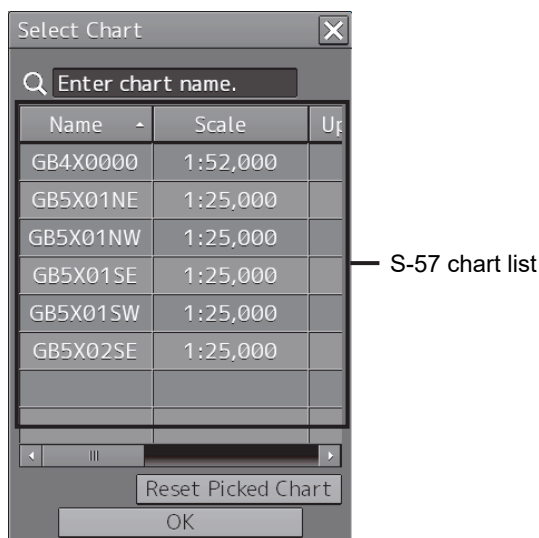 Select Chart
Enter chart name.
Name Scale Up
GB4X0000 1:52,000
GB5X01NE 1:25,000
GB5X01NW 1:25,000
GB5X01SE 1:25,000
S-57 chart list
GB5X01SW 1:25,000
GB5X02SE 1:25,000
Reset Picked Chart
OK